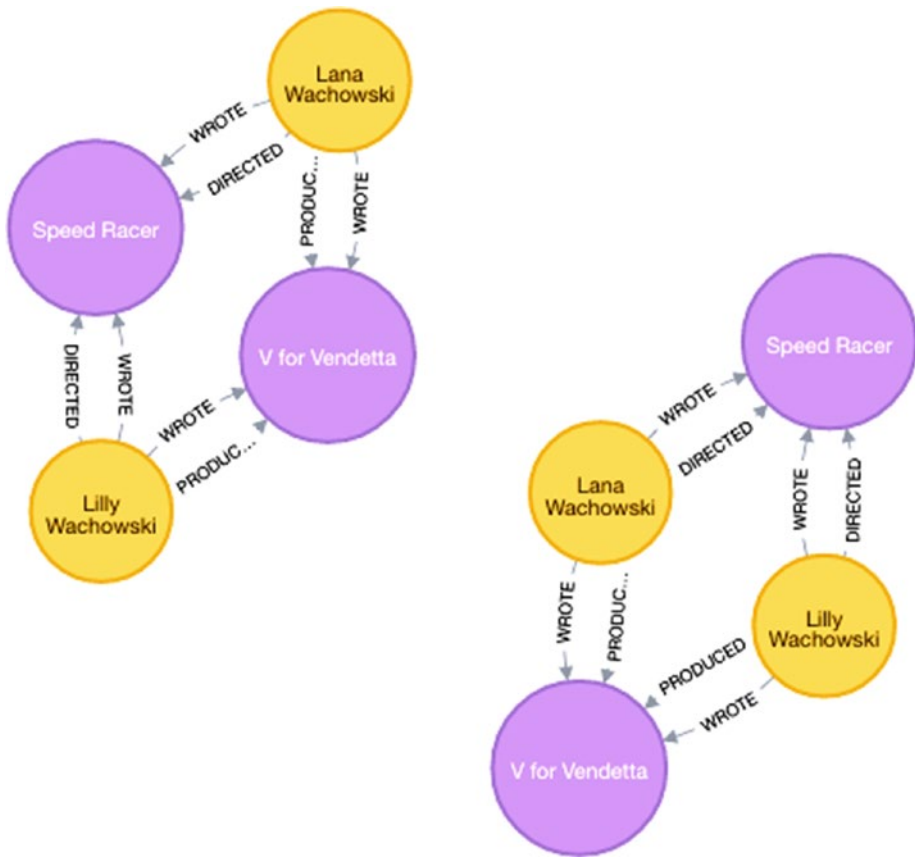 Lana
Wachowski
WROTE
DIRECTED
PRODUC...
WROTE
Speed Racer
V for Vendetta
DIRECTED
WROTE
WROTE
PRODUC...
Lilly
Wachowski
Speed Racer
WROTE
DIRECTED
Lana
Wachowski
WROTE
DIRECTED
WROTE
PRODUC...
Lilly
Wachowski
PRODUCED
WROTE
V for Vendetta